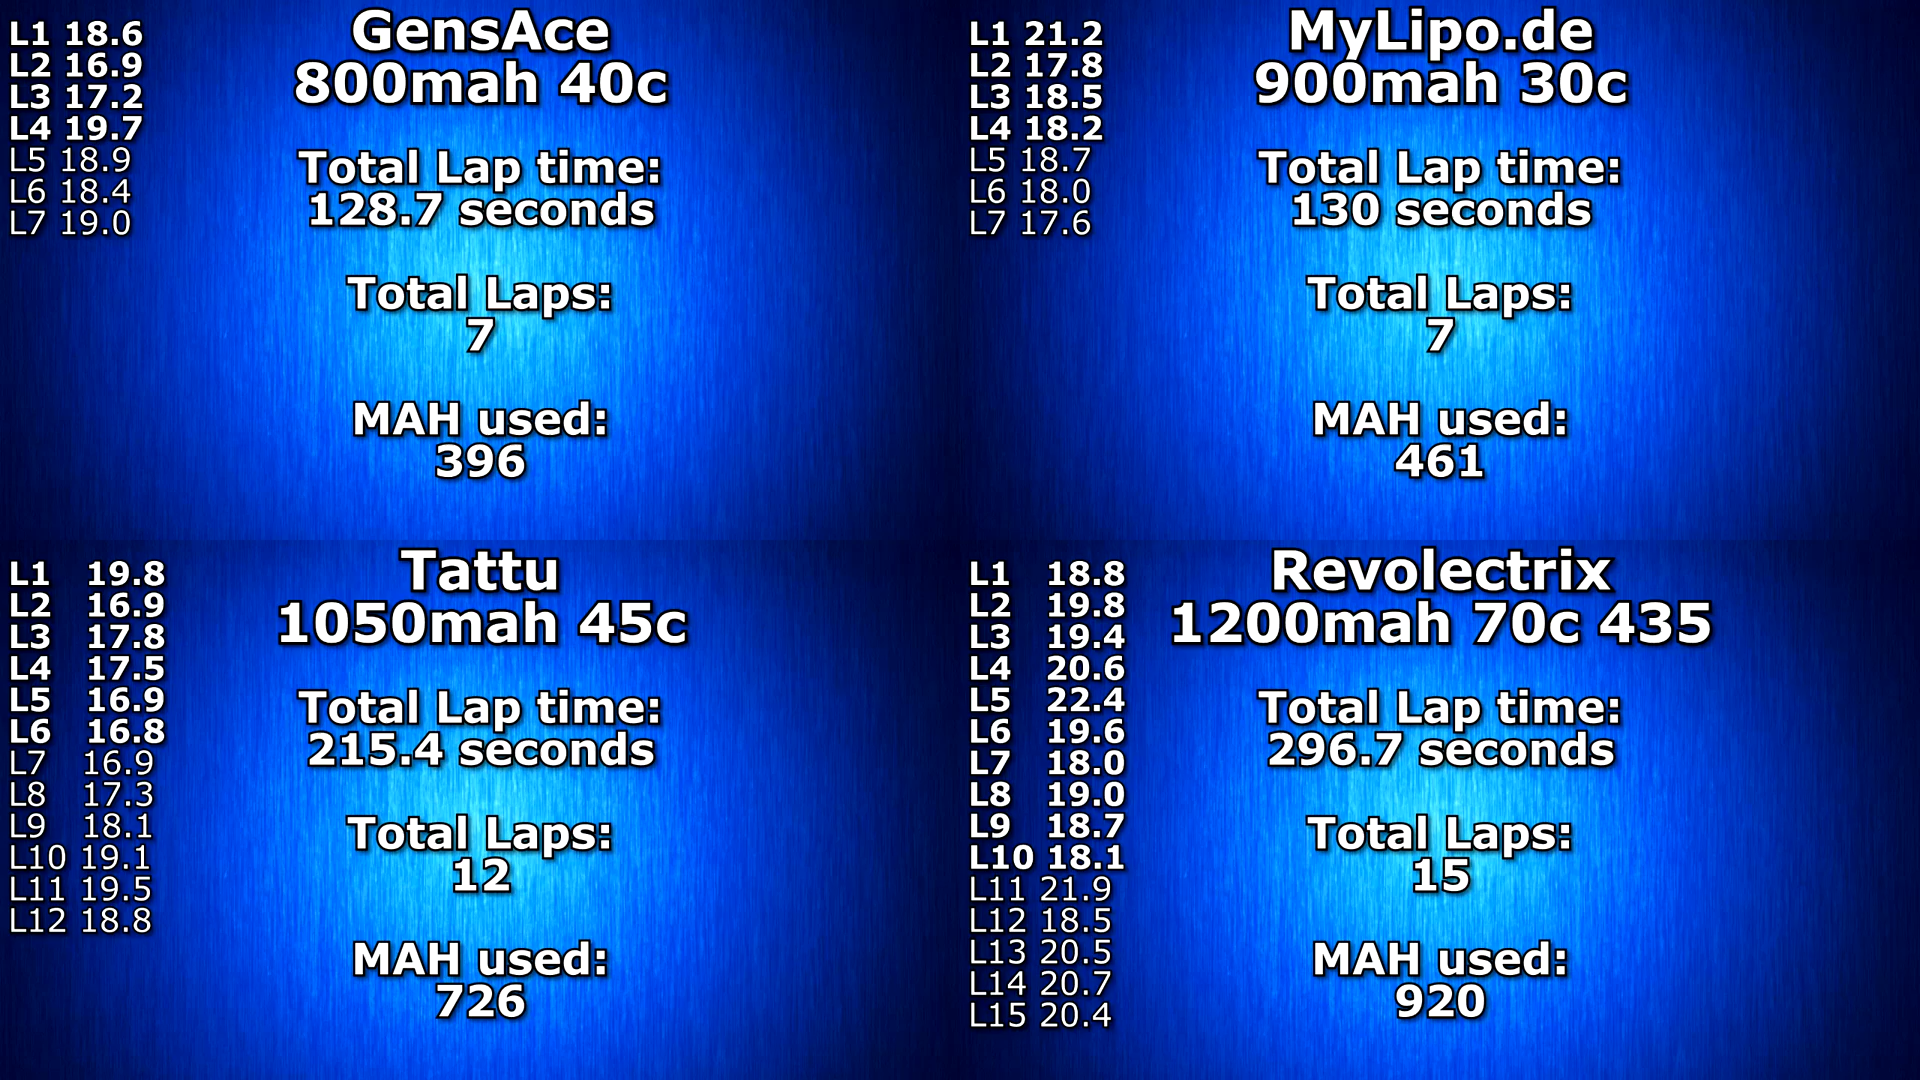 L1 18.6
L2 16.9
L3 17.2
L4 19.7
L5 18.9
L6 18.4
L7 19.0
GensAce
800mah 40c
Total Lap time:
128.7 seconds
Total Laps:
7
MAH used:
396
L1 21.2
L2 17.8
L3 18.5
L4 18.2
L5 18.7
L6 18.0
L7 17.6
MyLipo.de
900mah 30c
Total Lap time:
130 seconds
Total Laps:
7
MAH used:
461
L1 19.8
L2 16.9
L3 17.8
L4 17.5
L5 16.9
L6 16.8
L7 16.9
L8 17.3
L9 18.1
L10 19.1
L11 19.5
L12 18.8
Tattu
1050mah 45c
Total Lap time:
215.4 seconds
Total Laps:
12
MAH used:
726
L1 18.8
L2 19.8
L3 19.4
L4 20.6
L5 22.4
L6 19.6
L7 18.0
L8 19.0
L9 18.7
L10 18.1
L11 21.9
L12 18.5
L13 20.5
L14 20.7
L15 20.4
Revolectrix
1200mah 70c 435
Total Lap time:
296.7 seconds
Total Laps:
15
MAH used:
920